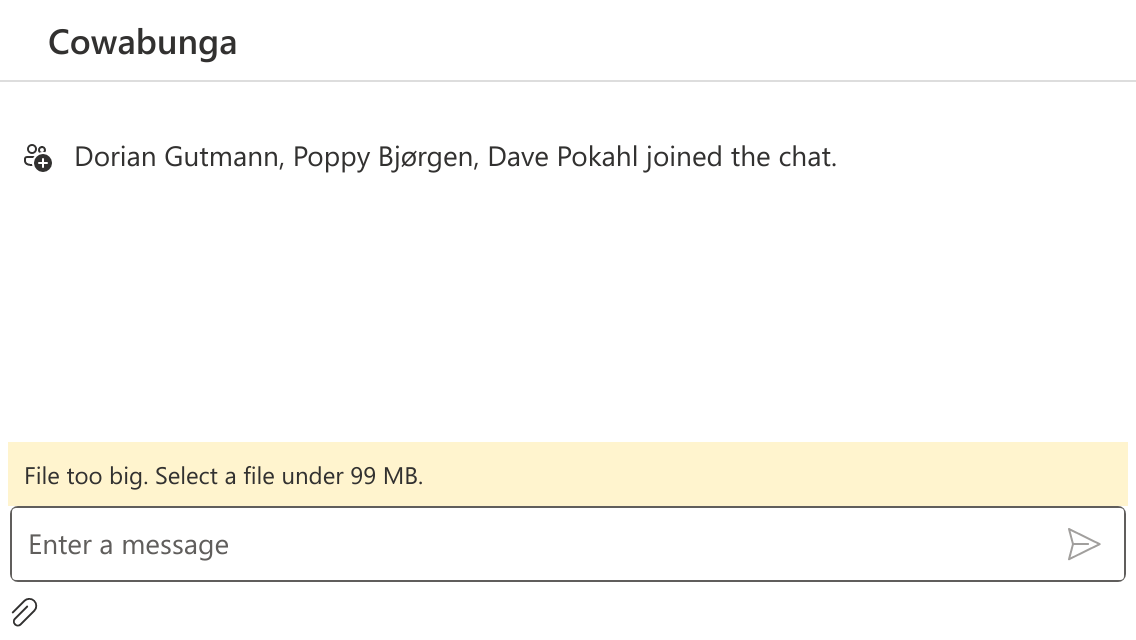 Cowabunga
Dorian Gutmann, Poppy Bjørgen, Dave Pokahl joined the chat.
File too big. Select a file under 99 MB.
Enter a message